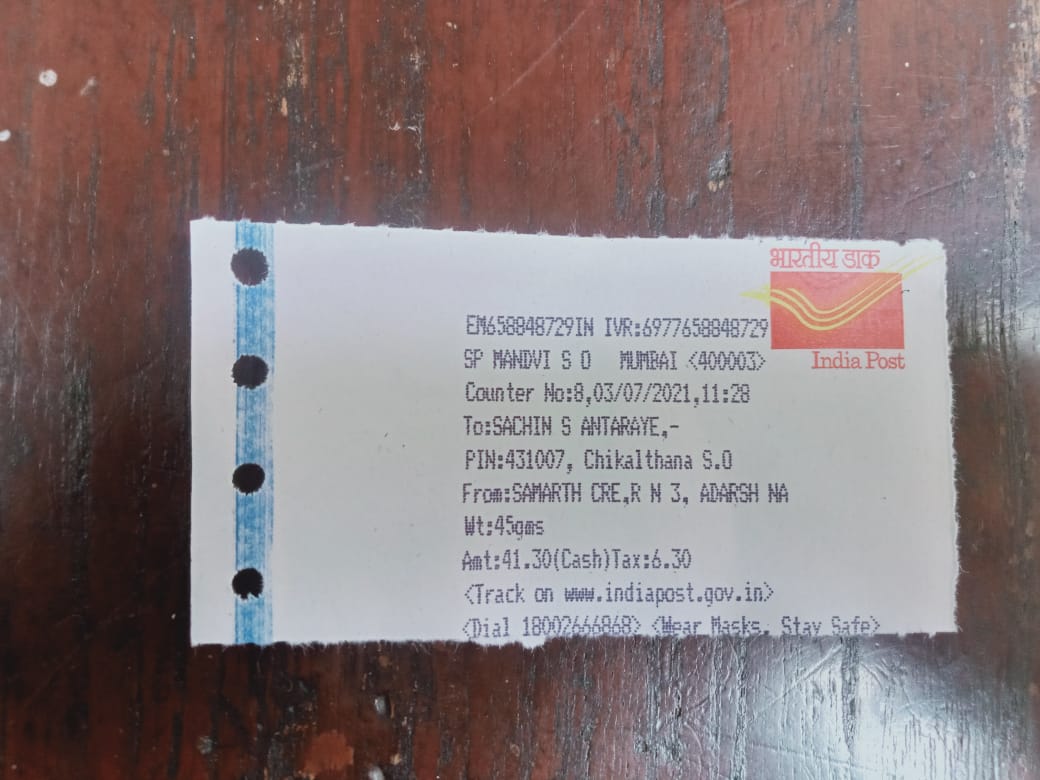 भारतीय डाक
India Post
EM658848729IN IVR:6977658848729
SP MANDVI S O MUMBAI <400003>
Counter No:8,03/07/2021,11:28
To:SACHIN S ANTARAYE,-
PIN:431007, Chikalthana S.O
From:SAMARTH CRE,R N 3, ADARSH NA
Wt:45gms
Amt:41.30(Cash)Tax:6.30
<Track on www.indiapost.gov.in>
<Dial 18002666868> <Wear Masks, Stay Safe>